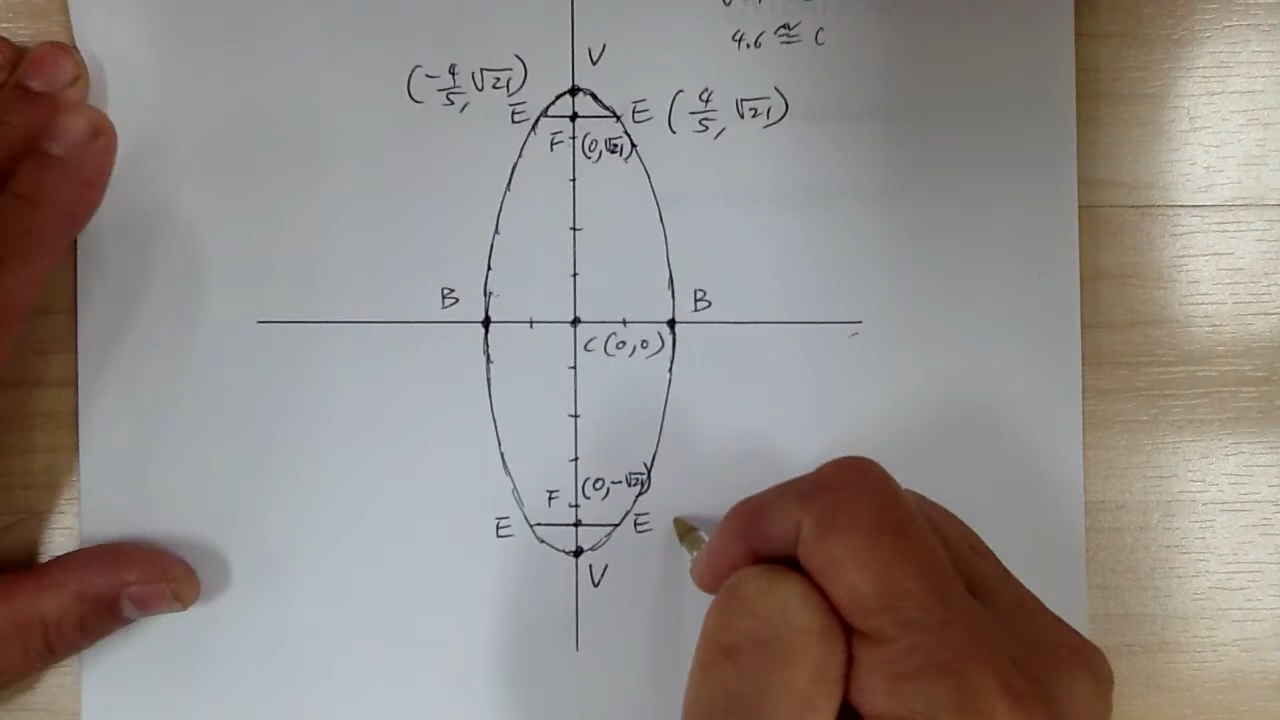 4.6 ≅ C
V
(-4/5, √21)
E
E (4/5, √21)
F (0, √21)
B
B
C (0,0)
F (0, -√21)
E
E
V